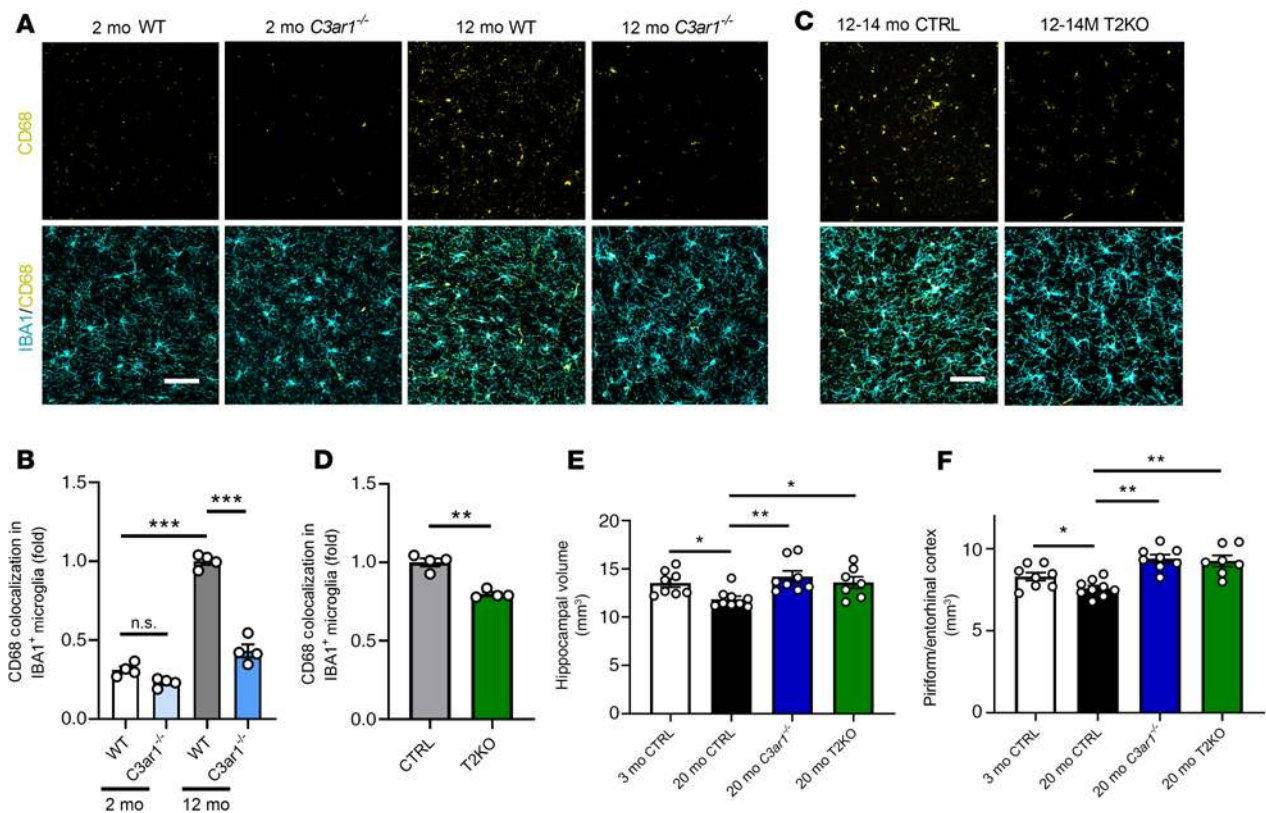 A
2 mo WT
2 mo C3ar1-/-
12 mo WT
12 mo C3ar1-/-
CD68
IBA1/CD68
C
12-14 mo CTRL
12-14M T2KO
B
CD68 colocalization in
IBA1+ microglia (fold)
1.5
1.0
0.5
0.0
***
***
n.s.
WT
C3ar1-/-
WT
C3ar1-/-
2 mo
12 mo
D
CD68 colocalization in
IBA1+ microglia (fold)
1.5
1.0
0.5
0.0
**
CTRL
T2KO
E
Hippocampal volume
(mm3)
20
15
10
5
0
*
**
*
3 mo CTRL
20 mo CTRL
20 mo C3ar1-/-
20 mo T2KO
F
Piriform/entorhinal cortex
(mm3)
10
5
0
**
**
*
3 mo CTRL
20 mo CTRL
20 mo C3ar1-/-
20 mo T2KO